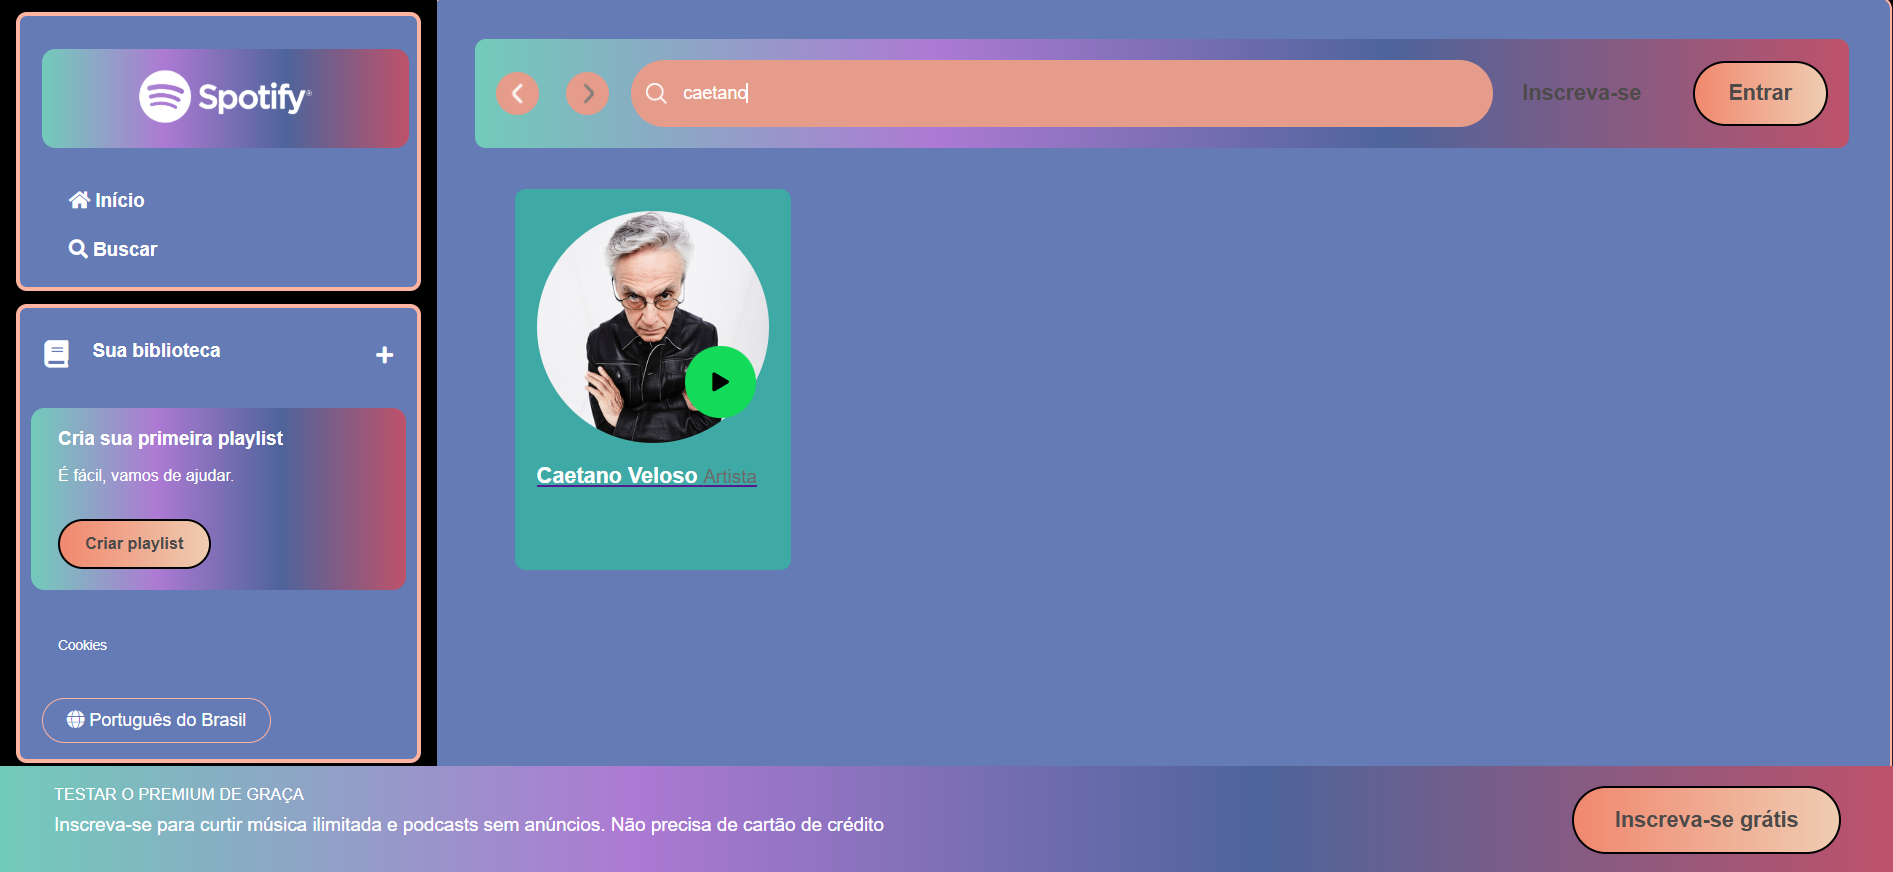 Spotify®
Início
Buscar
Sua biblioteca
Cria sua primeira playlist
É fácil, vamos de ajudar.
Criar playlist
Cookies
Português do Brasil
caetano
Inscreva-se
Entrar
Caetano Veloso Artista
TESTAR O PREMIUM DE GRAÇA
Inscreva-se para curtir música ilimitada e podcasts sem anúncios. Não precisa de cartão de crédito
Inscreva-se grátis